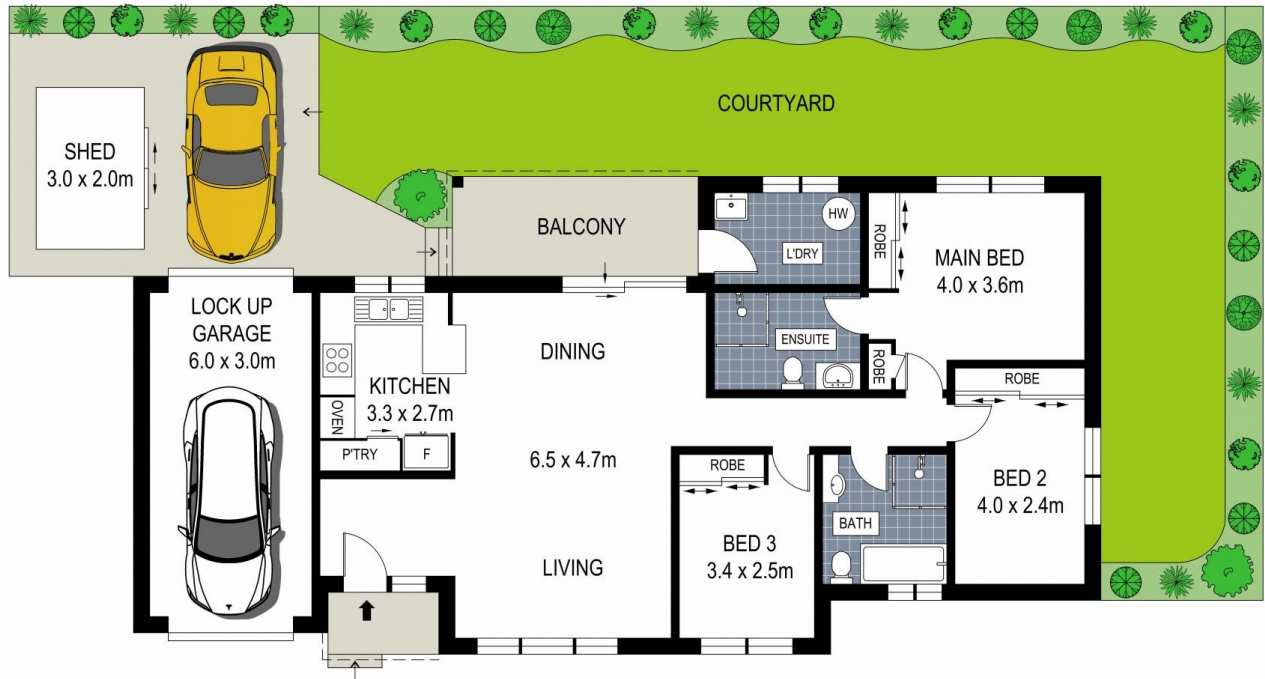 COURTYARD
SHED
3.0 x 2.0m
BALCONY
HW
L'DRY
ROBE
MAIN BED
4.0 x 3.6m
LOCK UP
GARAGE
6.0 x 3.0m
DINING
ENSUITE
ROBE
ROBE
KITCHEN
3.3 x 2.7m
OVEN
P'TRY
F
6.5 x 4.7m
ROBE
BED 2
4.0 x 2.4m
BATH
BED 3
3.4 x 2.5m
LIVING